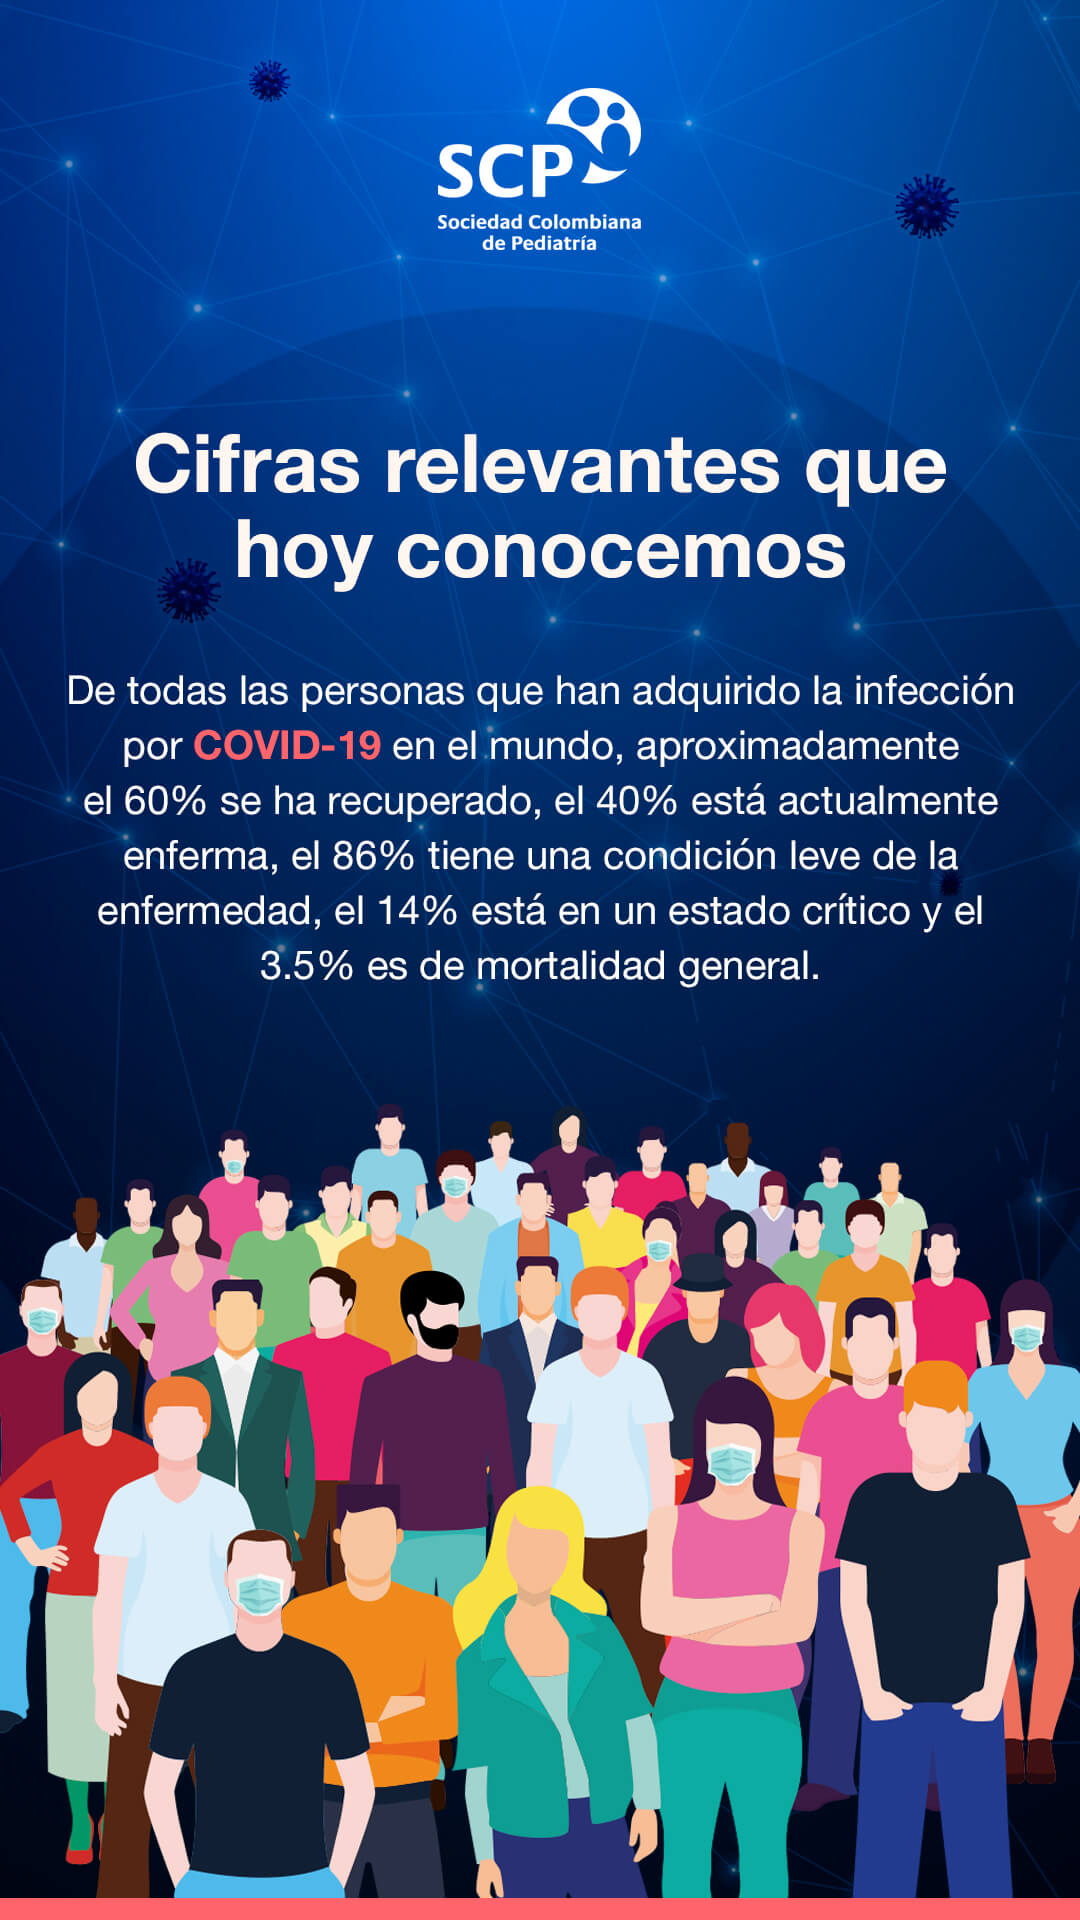 SCP
Sociedad Colombiana
de Pediatría
Cifras relevantes que
hoy conocemos
De todas las personas que han adquirido la infección
por COVID-19 en el mundo, aproximadamente
el 60% se ha recuperado, el 40% está actualmente
enferma, el 86% tiene una condición leve de la
enfermedad, el 14% está en un estado crítico y el
3.5% es de mortalidad general.